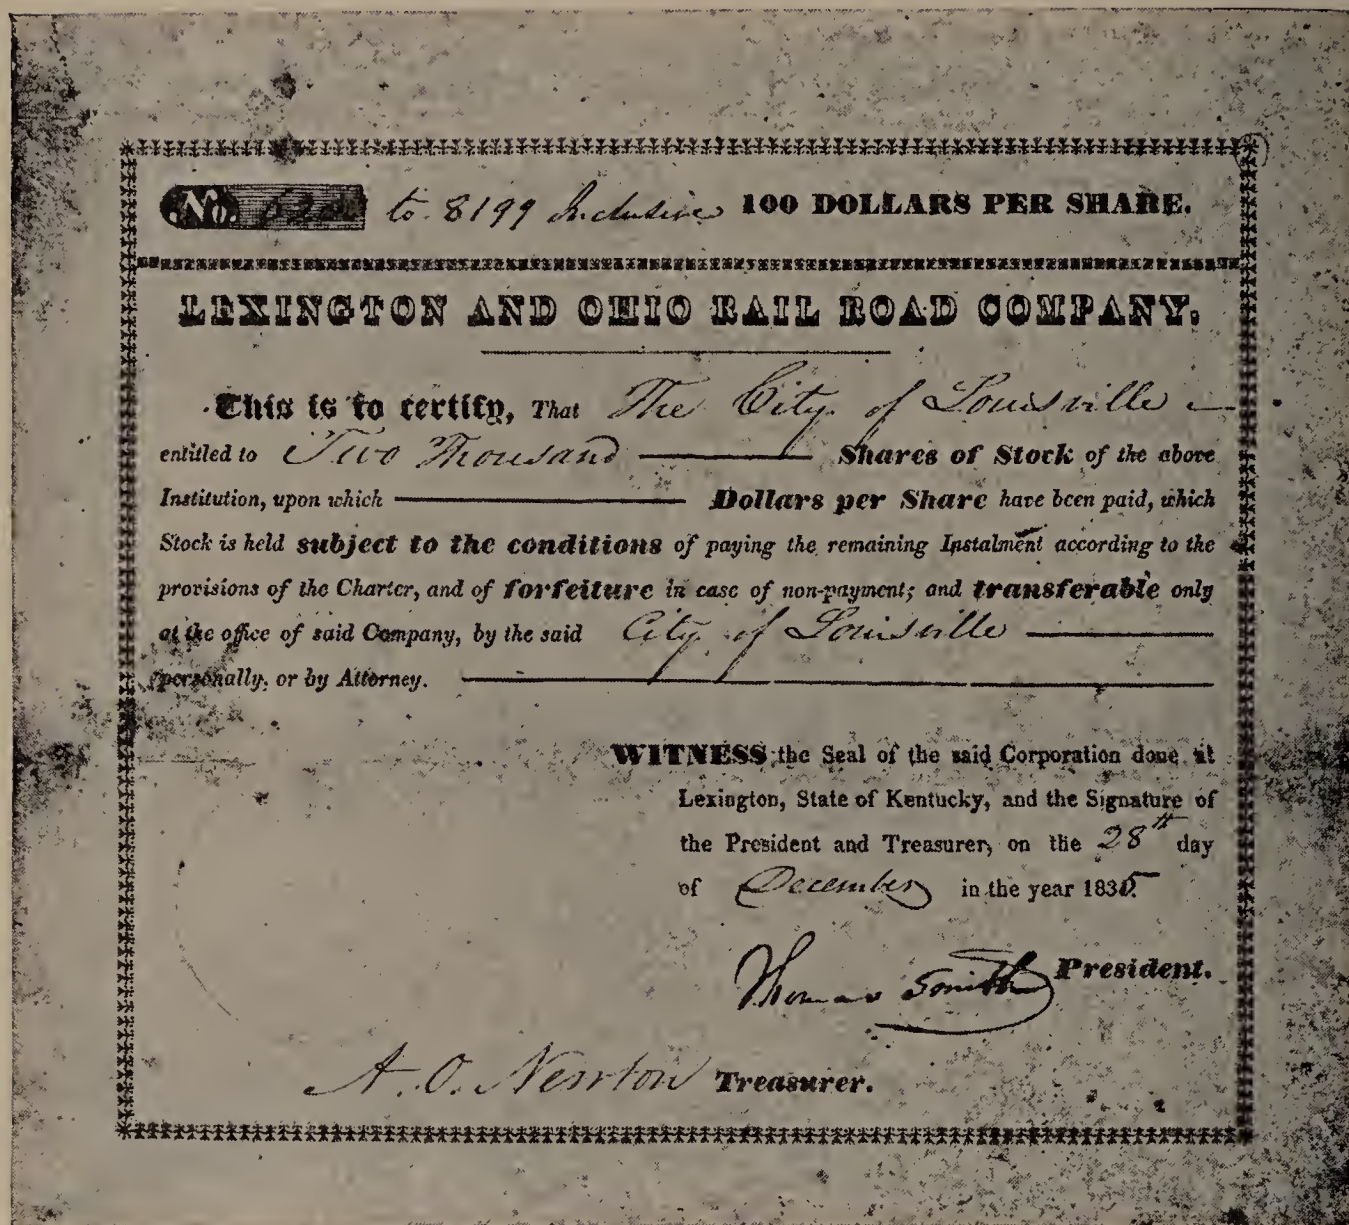 No. 6200 to 8199 Inclusive 100 DOLLARS PER SHARE.
LEXINGTON AND OHIO RAIL ROAD COMPANY.
This is to certify, That The City of Louisville is
entitled to Two Thousand Shares of Stock of the above
Institution, upon which Dollars per Share have been paid, which
Stock is held subject to the conditions of paying the remaining Instalment according to the
provisions of the Charter, and of forfeiture in case of non-payment; and transferable only
at the office of said Company, by the said City of Louisville
personally, or by Attorney.
WITNESS the Seal of the said Corporation done at
Lexington, State of Kentucky, and the Signature of
the President and Treasurer, on the 28th day
of December in the year 1835
Thomas Smith President.
A. O. Newton Treasurer.